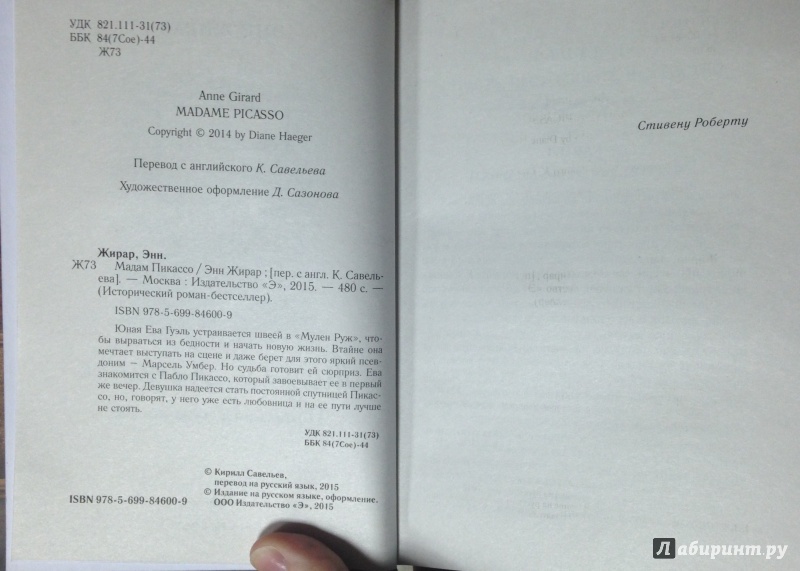 УДК 821.111-31(73)
ББК 84(7Сое)-44
Ж73
Anne Girard
MADAME PICASSO
Copyright © 2014 by Diane Haeger
Перевод с английского К. Савельева
Художественное оформление Д. Сазонова
Жирар, Энн.
Ж73 Мадам Пикассо / Энн Жирар ; [пер. с англ. К. Савель-
ева]. — Москва : Издательство «Э», 2015. — 480 с. —
(Исторический роман-бестселлер).
ISBN 978-5-699-84600-9
Юная Ева Гуэль устраивается швеей в «Мулен Руж», что-
бы вырваться из бедности и начать новую жизнь. Втайне она
мечтает выступать на сцене и даже берет для этого яркий псев-
доним — Марсель Умбер. Но судьба готовит ей сюрприз. Ева
знакомится с Пабло Пикассо, который завоевывает ее в первый
же вечер. Девушка надеется стать постоянной спутницей Пикас-
со, но, говорят, у него уже есть любовница и на ее пути лучше
не стоять.
УДК 821.111-31(73)
ББК 84(7Сое)-44
© Кирилл Савельев,
перевод на русский язык, 2015
© Издание на русском языке, оформление.
ООО Издательство «Э», 2015
ISBN 978-5-699-84600-9
Стивену Роберту
Лабиринт.ру